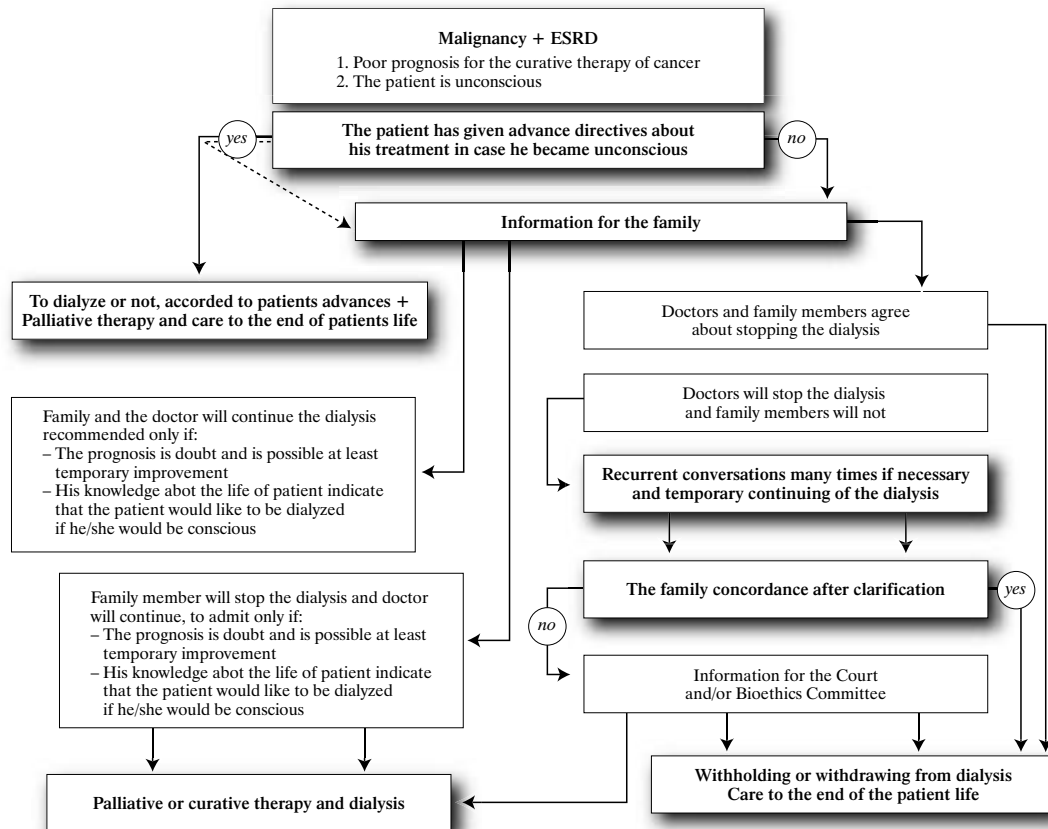 Malignancy + ESRD
1. Poor prognosis for the curative therapy of cancer
2. The patient is unconscious
The patient has given advance directives about
his treatment in case he became unconscious
yes
no
Information for the family
To dialyze or not, accorded to patients advances +
Palliative therapy and care to the end of patients life
Doctors and family members agree
about stopping the dialysis
Doctors will stop the dialysis
and family members will not
Family and the doctor will continue the dialysis
recommended only if:
– The prognosis is doubt and is possible at least
temporary improvement
– His knowledge abot the life of patient indicate
that the patient would like to be dialyzed
if he/she would be conscious
Recurrent conversations many times if necessary
and temporary continuing of the dialysis
The family concordance after clarification
yes
no
Family member will stop the dialysis and doctor
will continue, to admit only if:
– The prognosis is doubt and is possible at least
temporary improvement
– His knowledge abot the life of patient indicate
that the patient would like to be dialyzed
if he/she would be conscious
Information for the Court
and/or Bioethics Committee
Palliative or curative therapy and dialysis
Withholding or withdrawing from dialysis
Care to the end of the patient life